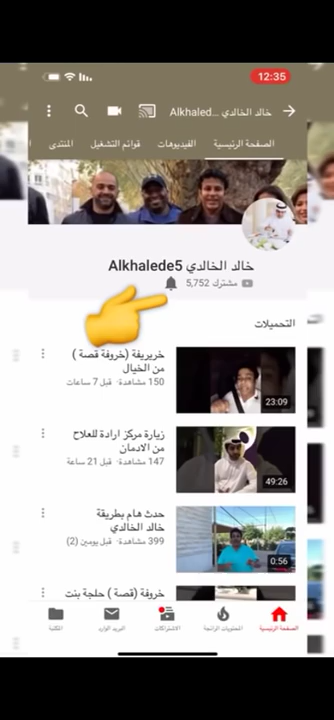 12:35
خالد الخالدي Alkhaled...
الصفحة الرئيسية
الفيديوهات
قوائم التشغيل
المنتدى
خالد الخالدي Alkhalede5
5,752 مشترك
التحميلات
خريريفة (خروفة قصة )
من الخيال
150 مشاهدة · قبل 7 ساعات
23:09
زيارة مركز ارادة للعلاج
من الادمان
147 مشاهدة · قبل 21 ساعة
49:26
حدث هام بطريقة
خالد الخالدي
399 مشاهدة · قبل يومين (2)
0:56
خروفة (قصة ) حلجة بنت
الصفحة الرئيسية
المحتويات الرائجة
الاشتراكات
البريد الوارد
المكتبة